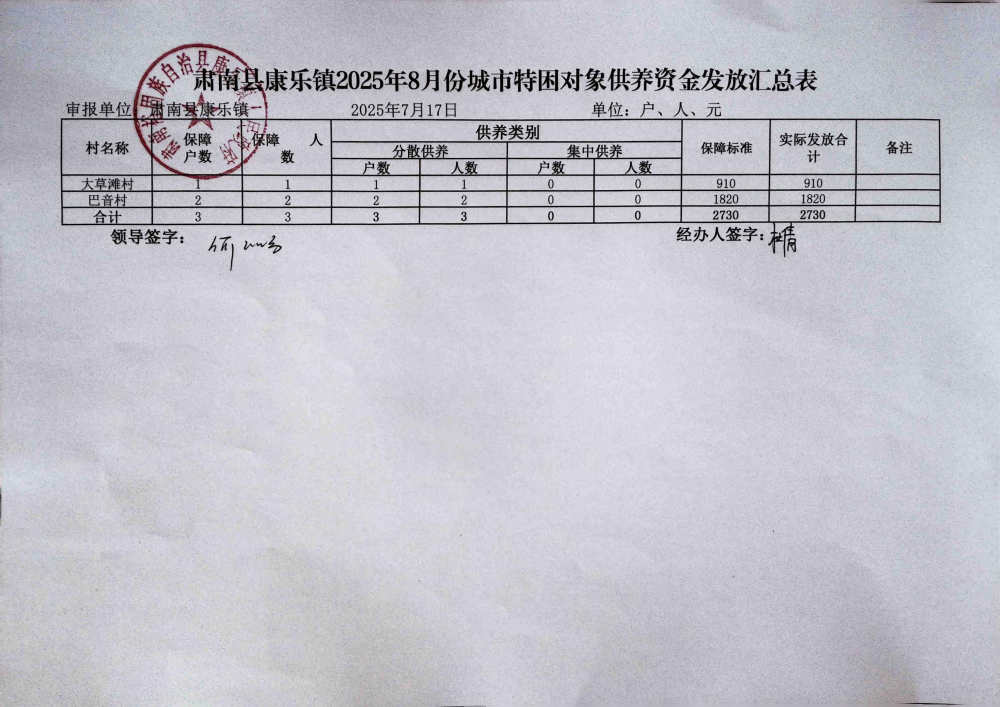 肃南县康乐镇2025年8月份城市特困对象供养资金发放汇总表
审报单位：肃南县康乐镇 2025年7月17日 单位：户、人、元
村名称 保障户数 保障人数 供养类别 保障标准 实际发放合计 备注
分散供养 集中供养
户数 人数 户数 人数
大草滩村 1 1 1 1 0 0 910 910
巴音村 2 2 2 2 0 0 1820 1820
合计 3 3 3 3 0 0 2730 2730
领导签字： 经办人签字：